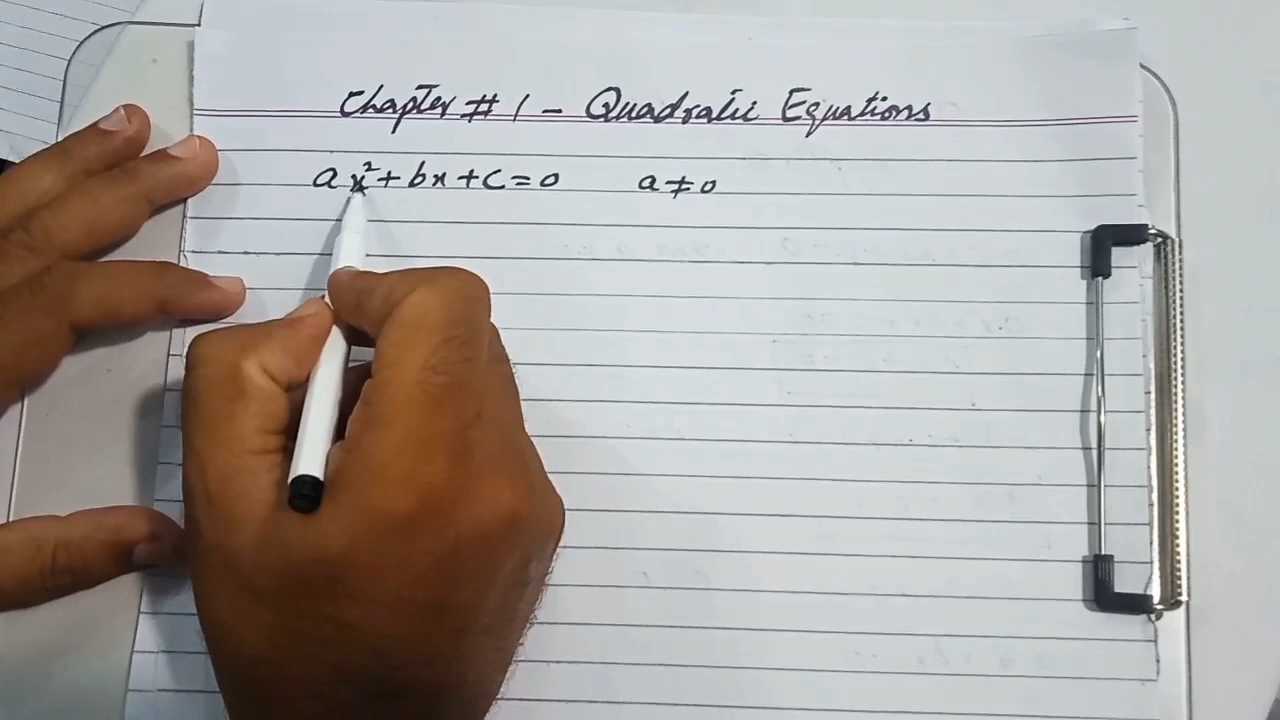 Chapter # 1 - Quadratic Equations
ax²+bx+c=0 a≠0